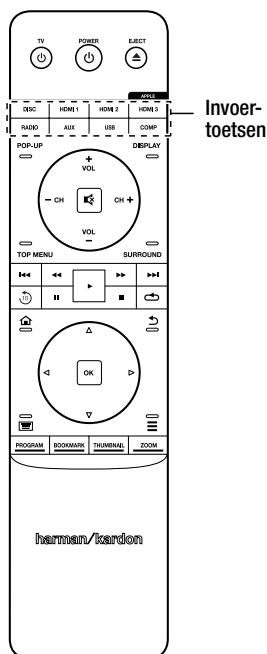 TV POWER EJECT
APPLE
DISC HDMI 1 HDMI 2 HDMI 3
RADIO AUX USB COMP
Invoer-
toetsen
POP-UP DISPLAY
+
VOL
– CH CH +
VOL
–
TOP MENU SURROUND
10
OK
PROGRAM BOOKMARK THUMBNAIL ZOOM
harman/kardon